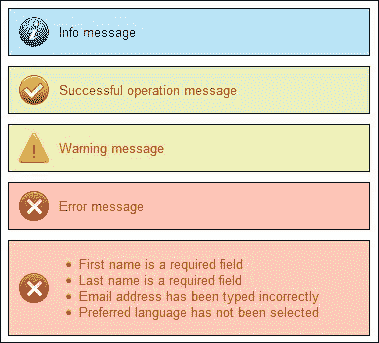 Info message
Successful operation message
Warning message
Error message
First name is a required field
Last name is a required field
Email address has been typed incorrectly
Preferred language has not been selected